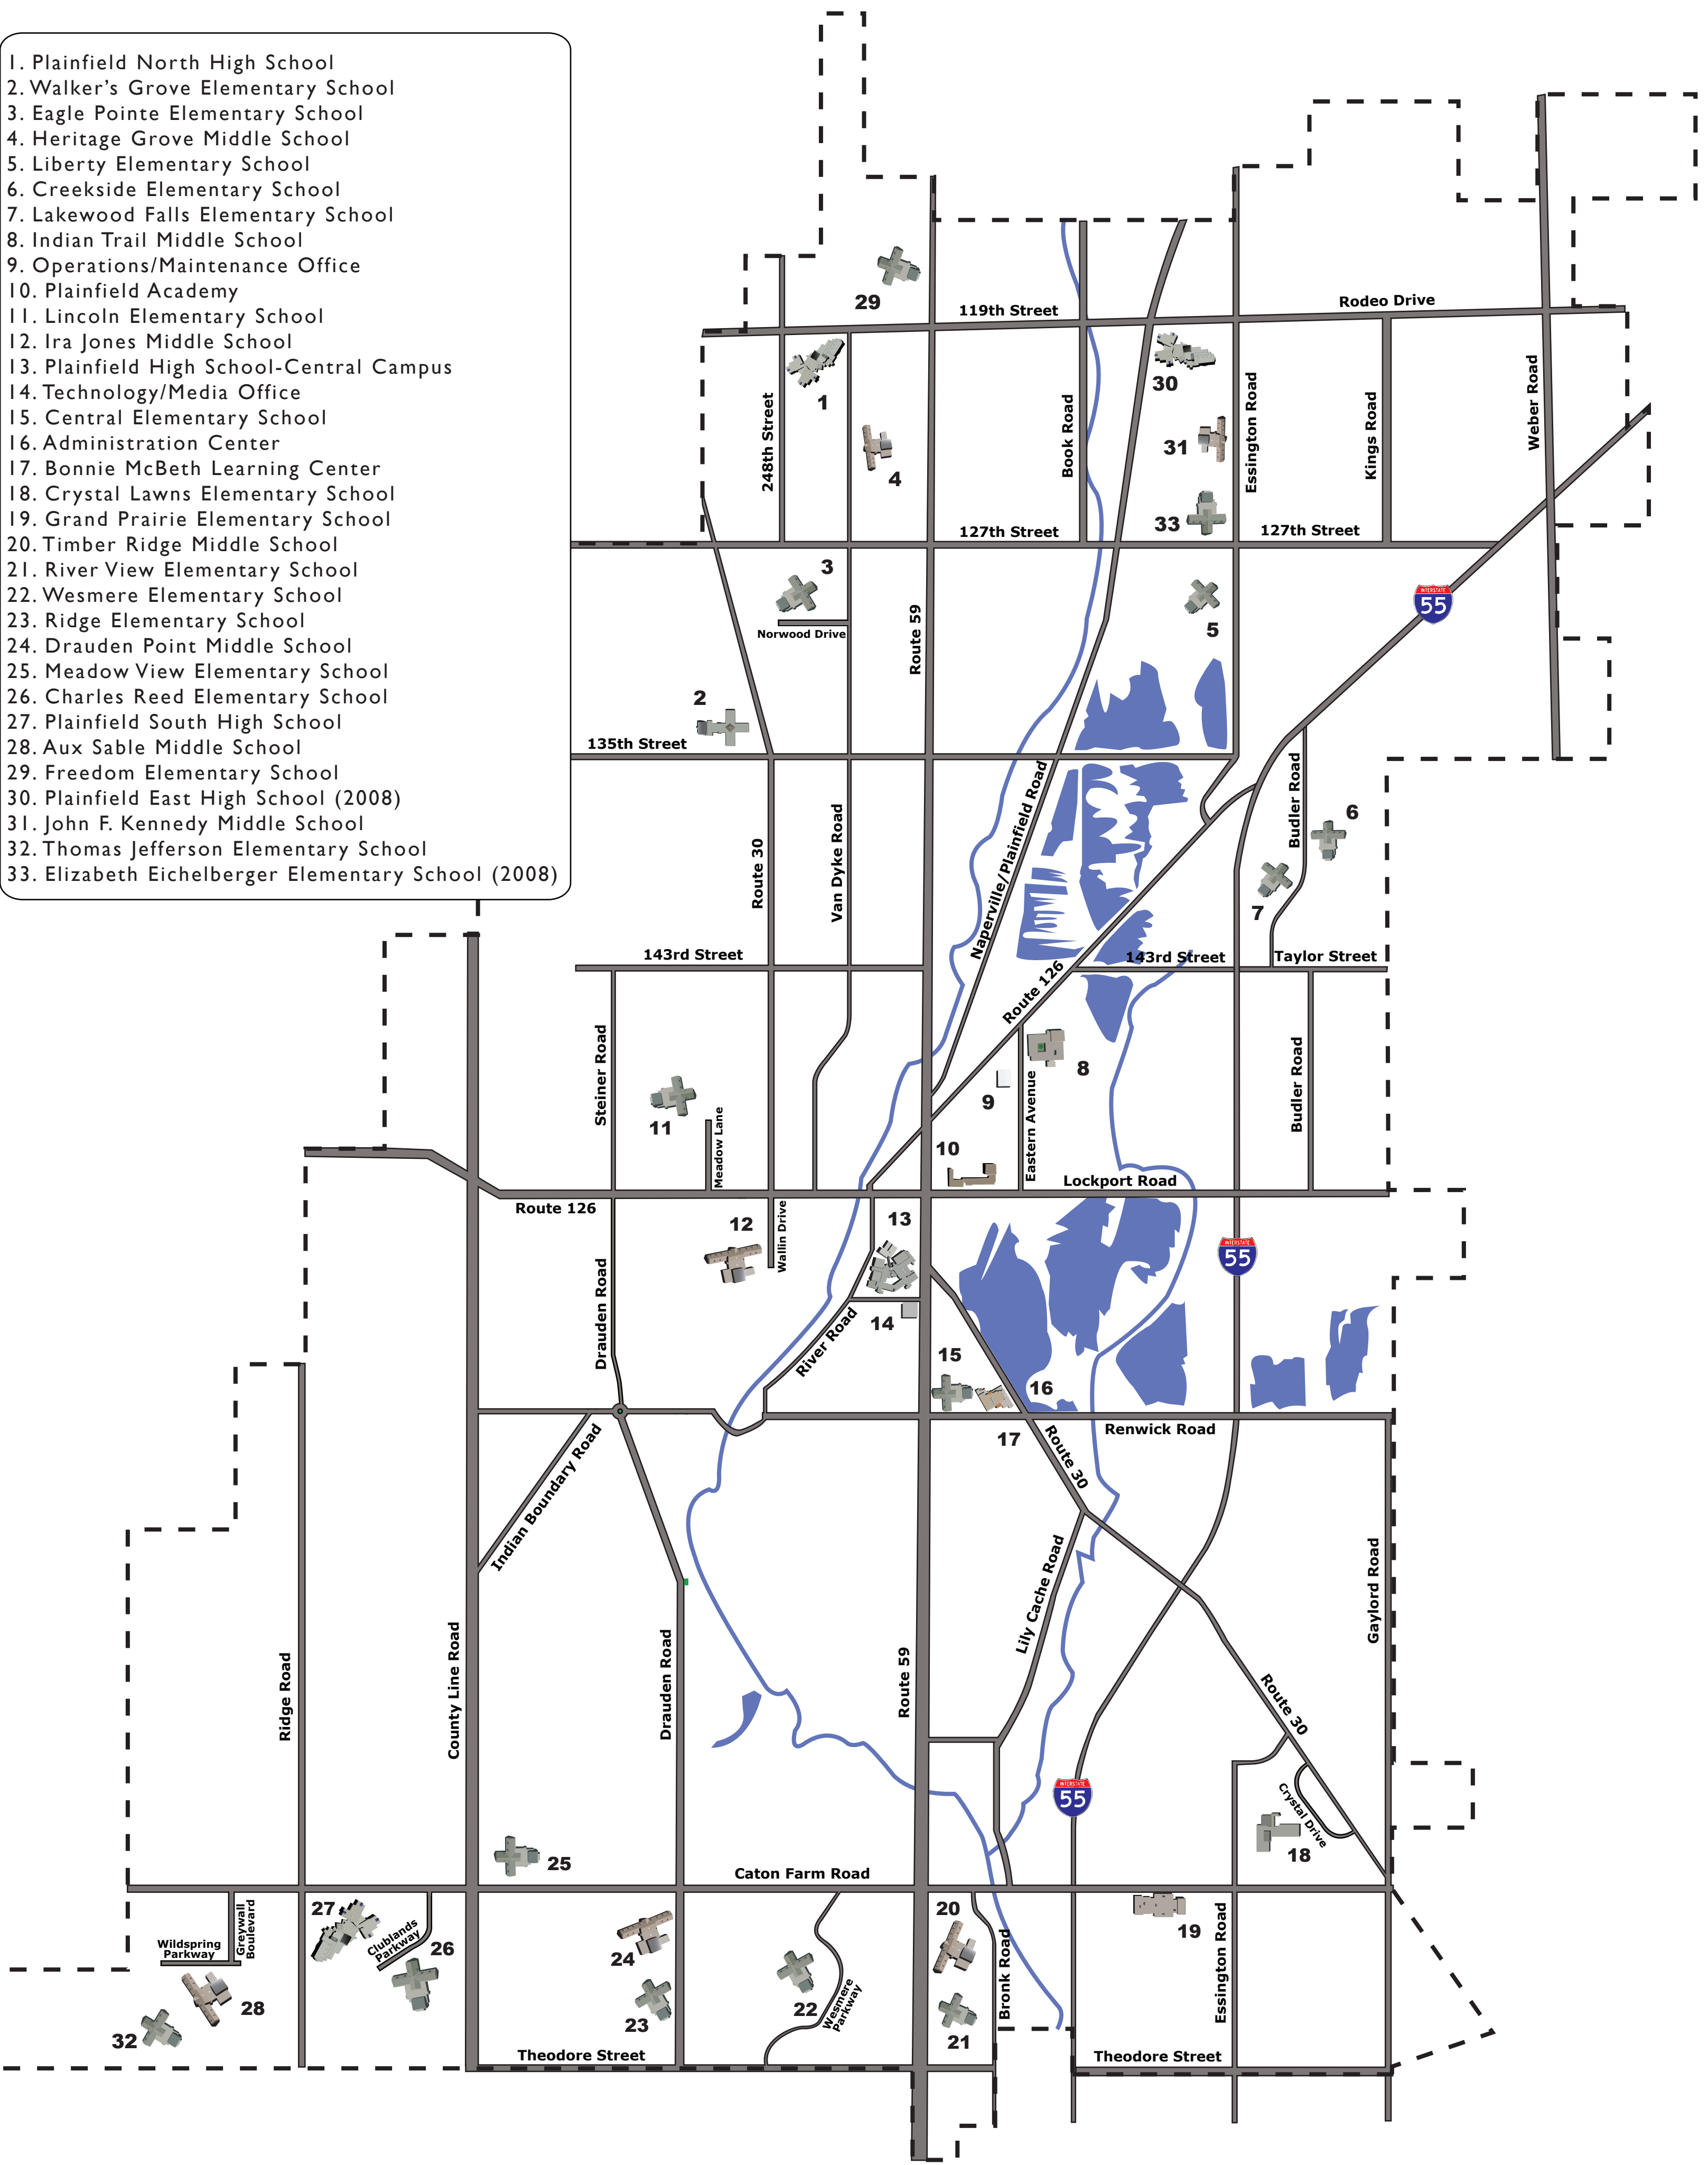 1. Plainfield North High School
2. Walker's Grove Elementary School
3. Eagle Pointe Elementary School
4. Heritage Grove Middle School
5. Liberty Elementary School
6. Creekside Elementary School
7. Lakewood Falls Elementary School
8. Indian Trail Middle School
9. Operations/Maintenance Office
10. Plainfield Academy
11. Lincoln Elementary School
12. Ira Jones Middle School
13. Plainfield High School-Central Campus
14. Technology/Media Office
15. Central Elementary School
16. Administration Center
17. Bonnie McBeth Learning Center
18. Crystal Lawns Elementary School
19. Grand Prairie Elementary School
20. Timber Ridge Middle School
21. River View Elementary School
22. Wesmere Elementary School
23. Ridge Elementary School
24. Drauden Point Middle School
25. Meadow View Elementary School
26. Charles Reed Elementary School
27. Plainfield South High School
28. Aux Sable Middle School
29. Freedom Elementary School
30. Plainfield East High School (2008)
31. John F. Kennedy Middle School
32. Thomas Jefferson Elementary School
33. Elizabeth Eichelberger Elementary School (2008)
29
119th Street
Rodeo Drive
1
30
248th Street
Book Road
Essington Road
Kings Road
Weber Road
4
31
33
127th Street
127th Street
3
Norwood Drive
Route 59
5
INTERSTATE
55
2
135th Street
Route 30
Van Dyke Road
Naperville/Plainfield Road
Budler Road
6
7
143rd Street
Route 126
143rd Street
Taylor Street
Steiner Road
8
9
Eastern Avenue
Budler Road
11
Meadow Lane
10
Lockport Road
Route 126
12
Wallin Drive
13
INTERSTATE
55
Drauden Road
River Road
14
15
16
17
Renwick Road
Route 30
Indian Boundary Road
Lily Cache Road
Gaylord Road
Ridge Road
County Line Road
Drauden Road
Route 59
Route 30
INTERSTATE
55
Crystal Drive
18
25
Caton Farm Road
27
Greywall
Boulevard
Wildspring
Parkway
Clublands
Parkway
26
24
20
Bronk Road
19
Essington Road
28
32
23
22
Wesmere
Parkway
21
Theodore Street
Theodore Street